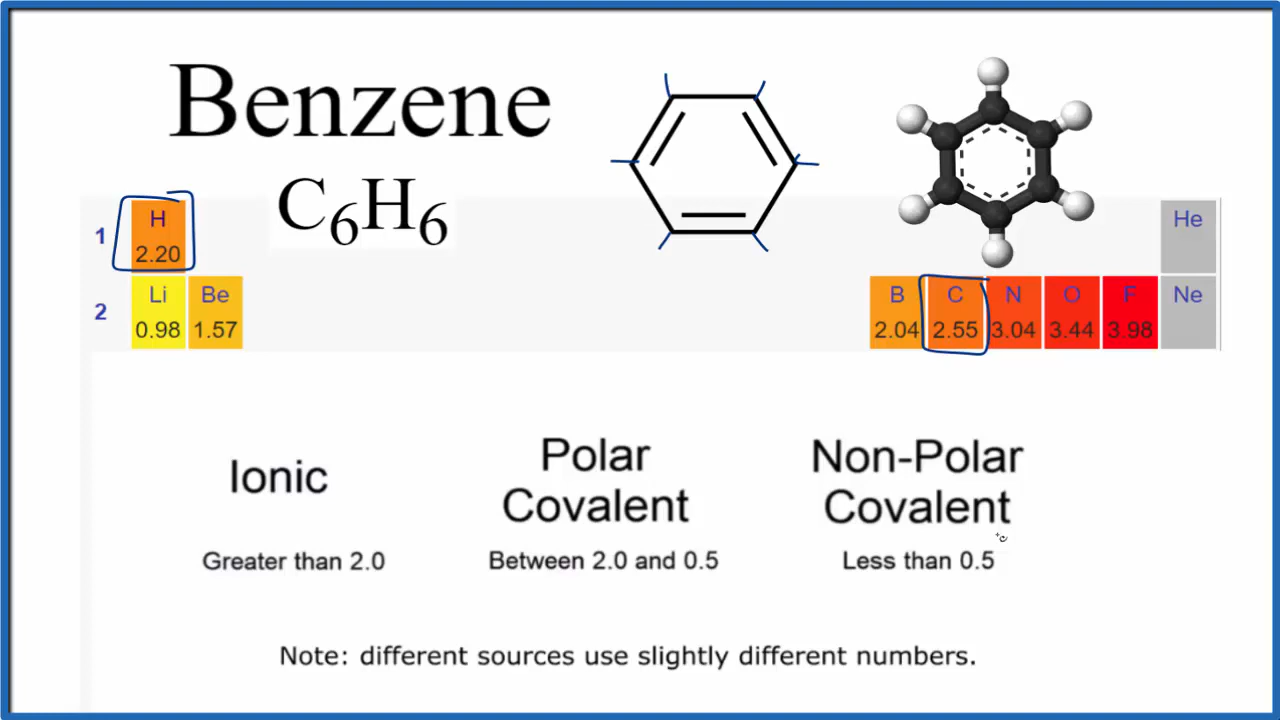 Benzene
C6H6
1 H He
2.20
2 Li Be B C N O F Ne
0.98 1.57 2.04 2.55 3.04 3.44 3.98
Ionic
Greater than 2.0
Polar
Covalent
Between 2.0 and 0.5
Non-Polar
Covalent
Less than 0.5
Note: different sources use slightly different numbers.